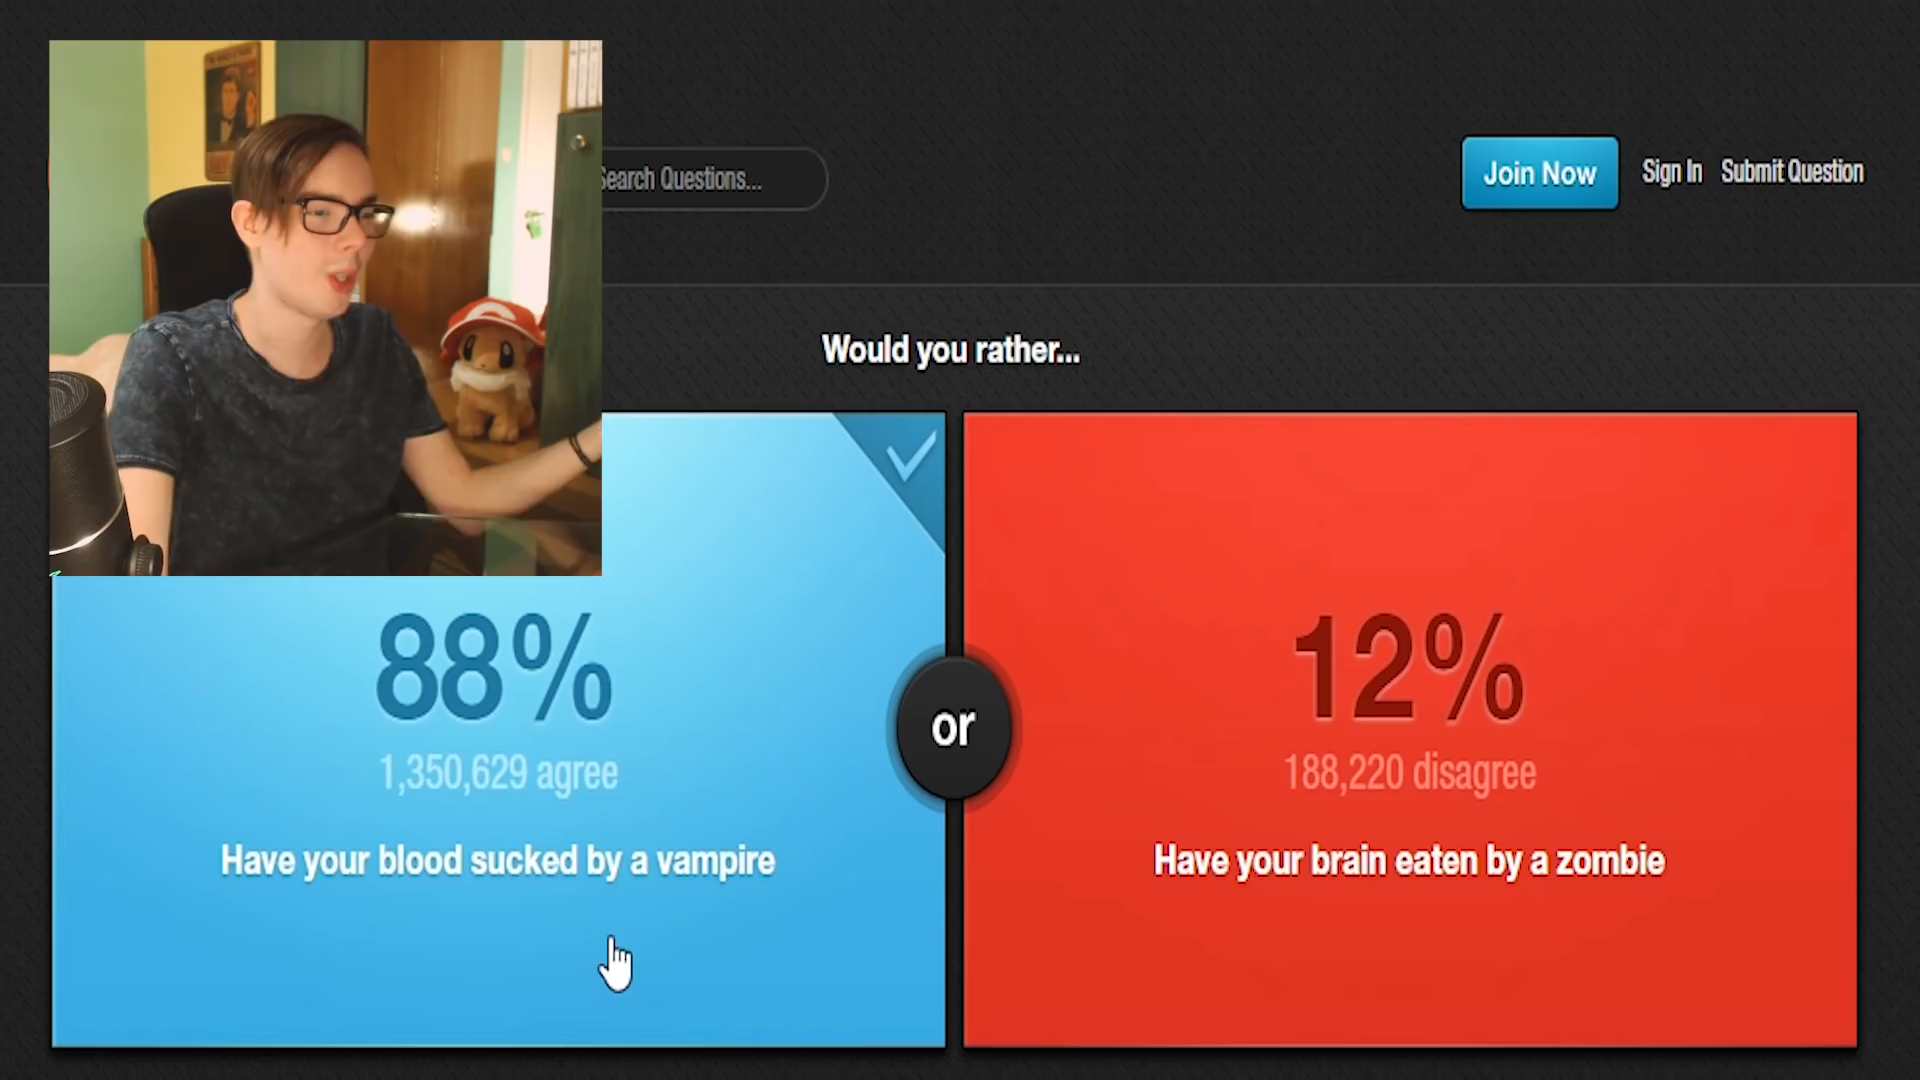 Search Questions...
Join Now
Sign In
Submit Question
Would you rather...
88%
1,350,629 agree
Have your blood sucked by a vampire
or
12%
188,220 disagree
Have your brain eaten by a zombie